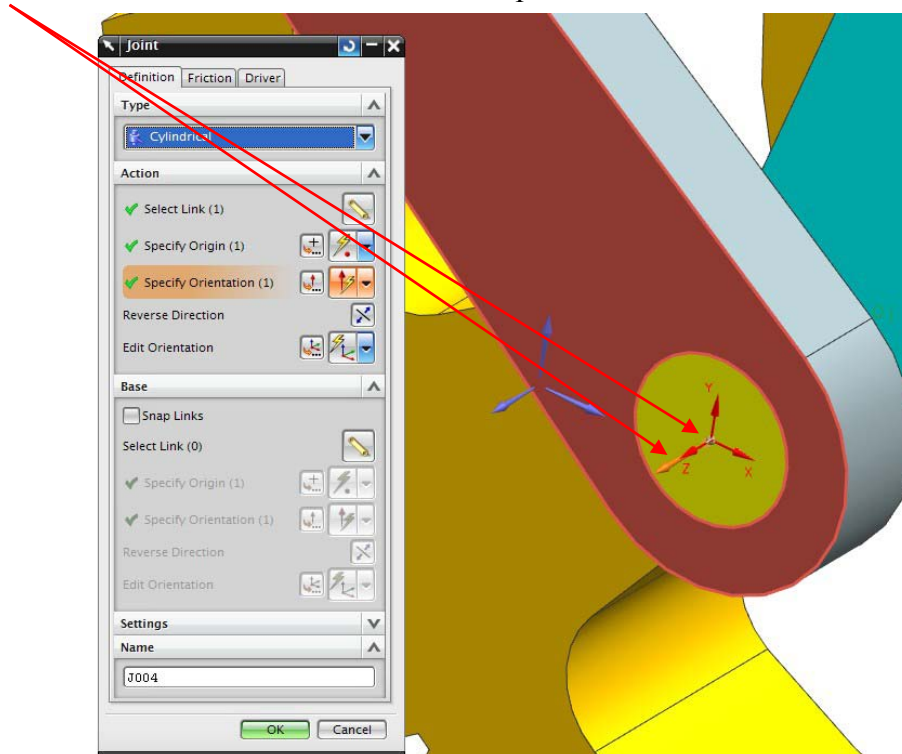 Joint
Definition Friction Driver
Type
Cylindrical
Action
Select Link (1)
Specify Origin (1)
Specify Orientation (1)
Reverse Direction
Edit Orientation
Base
Snap Links
Select Link (0)
Specify Origin (1)
Specify Orientation (1)
Reverse Direction
Edit Orientation
Settings
Name
J004
OK Cancel
Y
Z
X